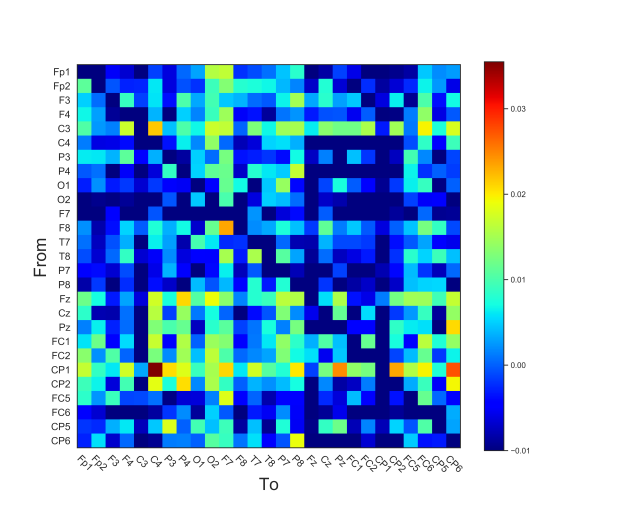 Fp1
Fp2
F3
F4
C3
C4
P3
P4
O1
O2
F7
F8
T7
T8
P7
P8
Fz
Cz
Pz
FC1
FC2
CP1
CP2
FC5
FC6
CP5
CP6
From
Fp1 Fp2 F3 F4 C3 C4 P3 P4 O1 O2 F7 F8 T7 T8 P7 P8 Fz Cz Pz FC1 FC2 CP1 CP2 FC5 FC6 CP5 CP6
To
0.03
0.02
0.01
0.00
−0.01